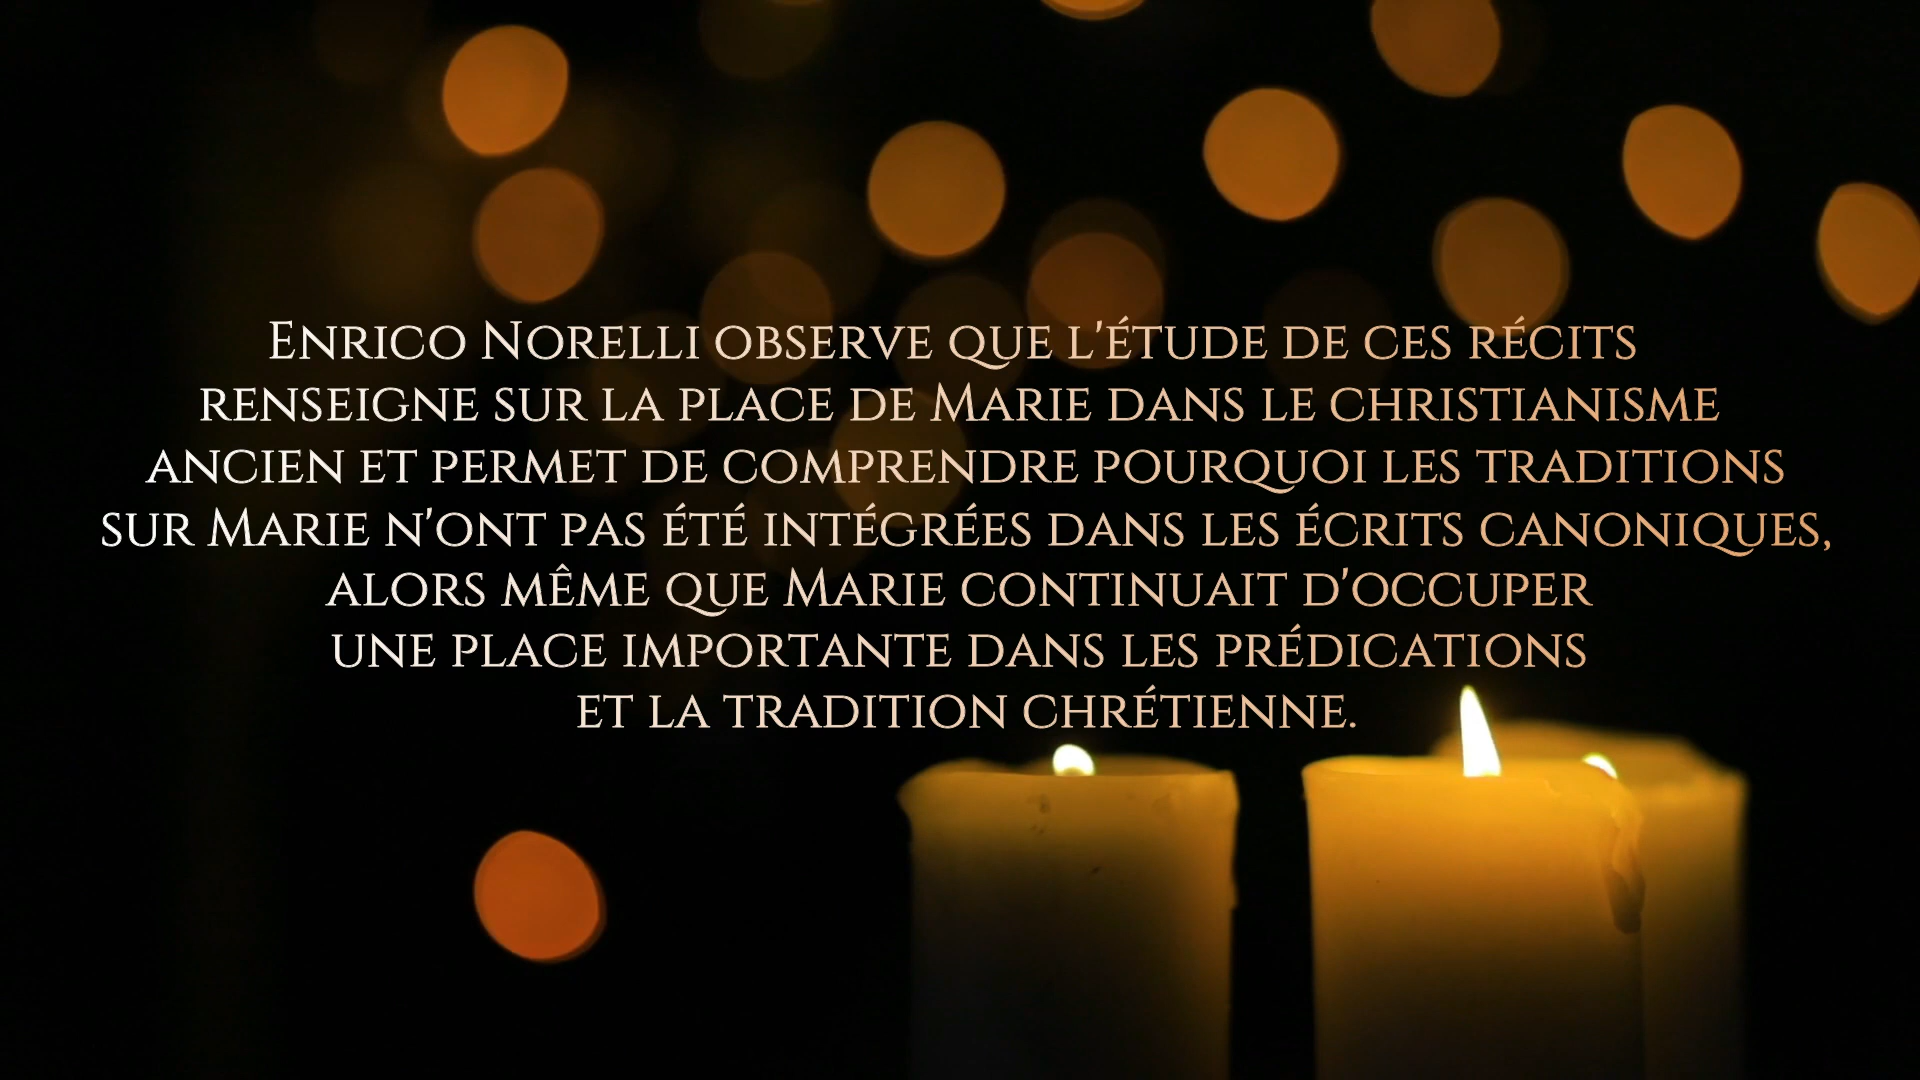 Enrico Norelli observe que l'étude de ces récits
renseigne sur la place de Marie dans le christianisme
ancien et permet de comprendre pourquoi les traditions
sur Marie n'ont pas été intégrées dans les écrits canoniques,
alors même que Marie continuait d'occuper
une place importante dans les prédications
et la tradition chrétienne.